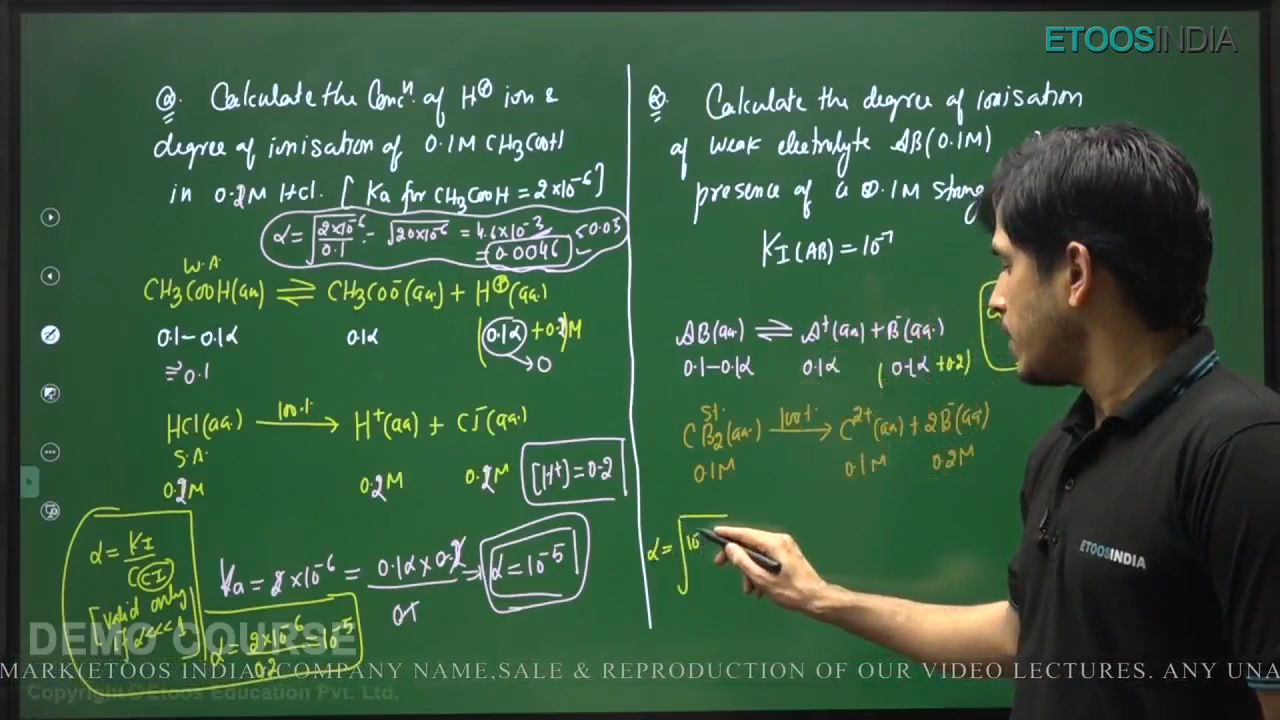 ETOOSINDIA
Q. Calculate the Concn. of H⊕ ion &
degree of ionisation of 0.1M CH3COOH
in 0.2M HCl. [ Ka for CH3COOH = 2×10⁻⁶]
α = √(2×10⁻⁶/0.1) = √(20×10⁻⁶) = 4.6×10⁻³ <0.03
= 0.0046
W.A
CH3COOH(aq) ⇌ CH3COO⁻(aq) + H⊕(aq)
0.1–0.1α 0.1α (0.1α + 0.2)M
≃ 0.1 → 0
HCl(aq) 100% → H⁺(aq) + Cl⁻(aq)
S.A
0.2M 0.2M 0.2M [H⁺] = 0.2
α = KI/C CI
[valid only
if α<<< 1
Ka = 2×10⁻⁶ = 0.1α × 0.2/0.1 ⇒ α = 10⁻⁵
α = 2×10⁻⁶/0.2 = 10⁻⁵
Q. Calculate the degree of ionisation
of weak electrolyte AB(0.1M)
presence of a 0.1M strong
KI(AB) = 10⁻⁷
AB(aq) ⇌ A⁺(aq) + B⁻(aq)
0.1–0.1α 0.1α (0.1α + 0.2)
St.
CB₂(aq) 100% → C²⁺(aq) + 2B⁻(aq)
0.1M 0.1M 0.2M
α = √10
ETOOSINDIA
DEMO COURSE
MARK(ETOOS INDIA), COMPANY NAME,SALE & REPRODUCTION OF OUR VIDEO LECTURES. ANY UNA
Copyright © Etoos Education Pvt. Ltd.